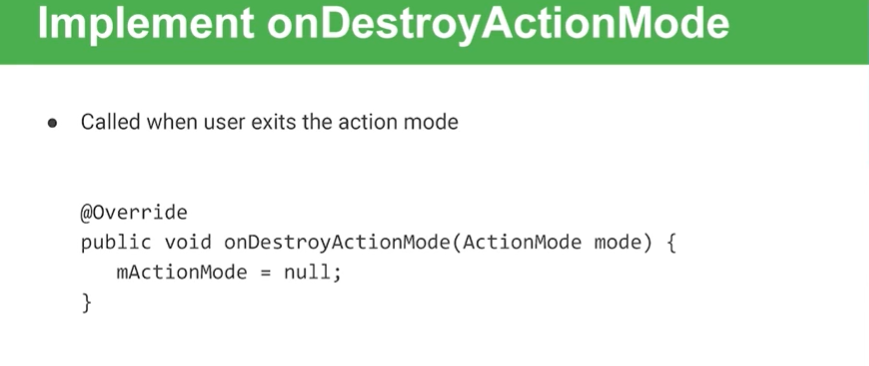 Implement onDestroyActionMode
• Called when user exits the action mode
@Override
public void onDestroyActionMode(ActionMode mode) {
mActionMode = null;
}